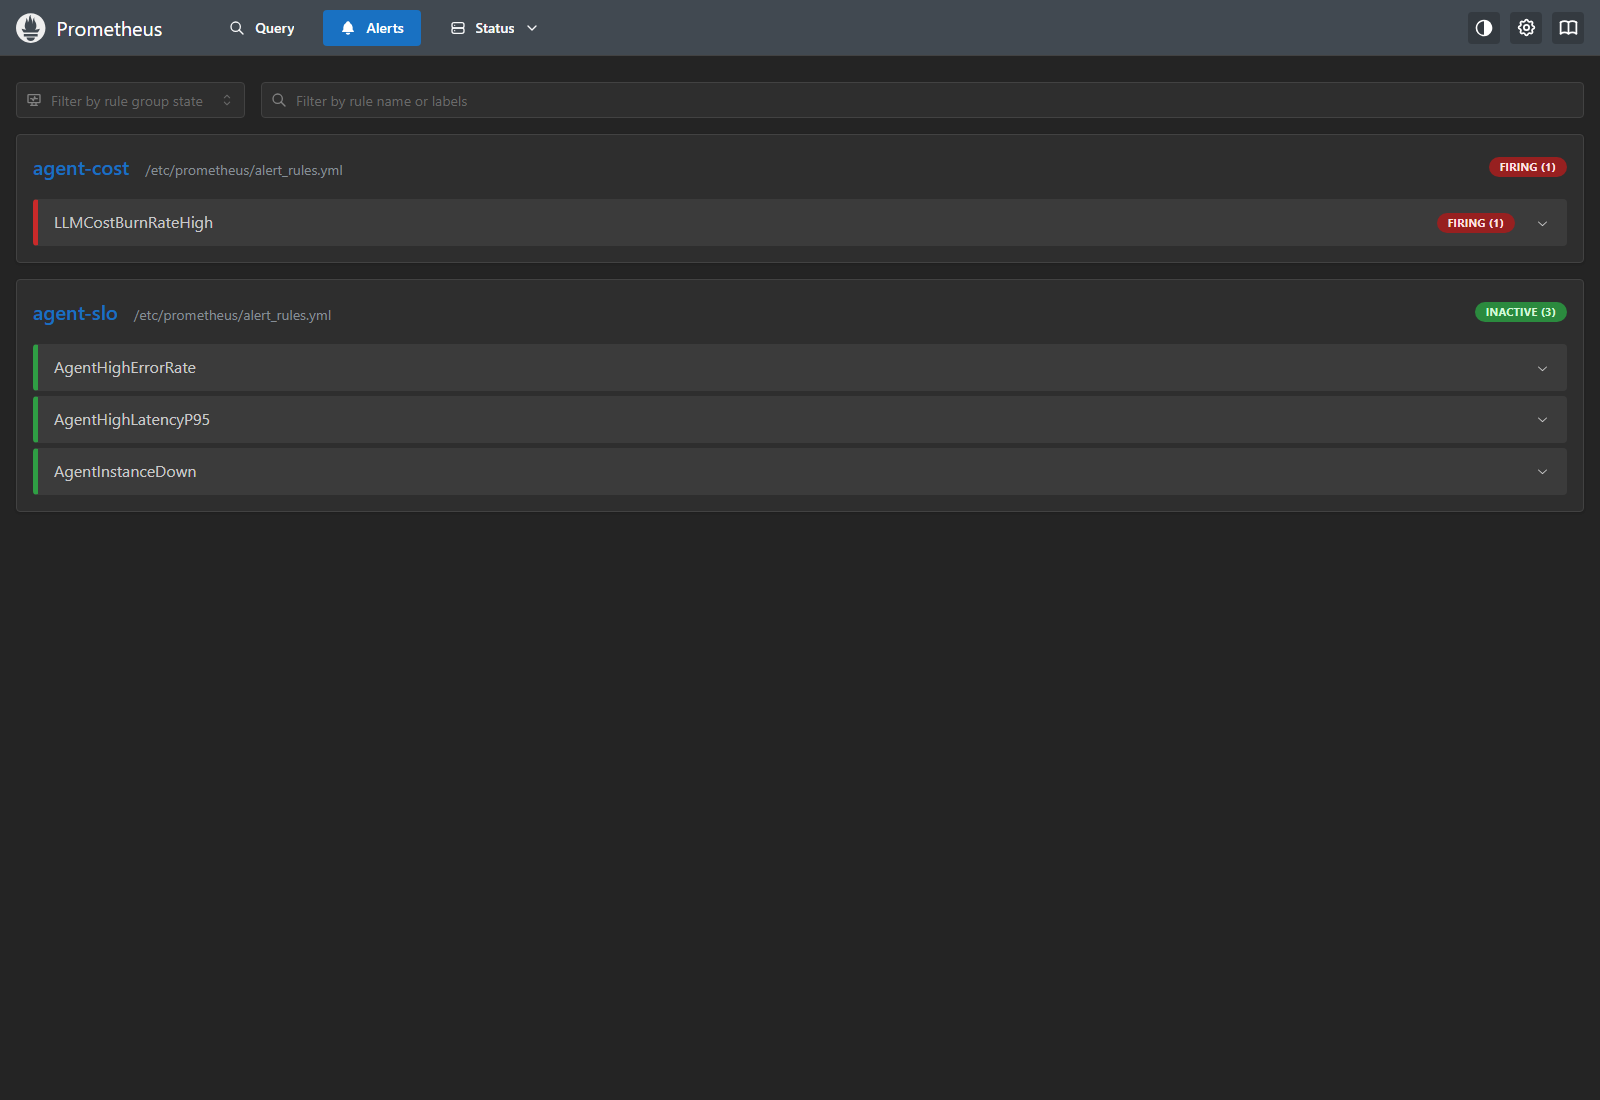 Prometheus Query Alerts Status
Filter by rule group state Filter by rule name or labels
agent-cost /etc/prometheus/alert_rules.yml FIRING (1)
LLMCostBurnRateHigh FIRING (1)
agent-slo /etc/prometheus/alert_rules.yml INACTIVE (3)
AgentHighErrorRate
AgentHighLatencyP95
AgentInstanceDown